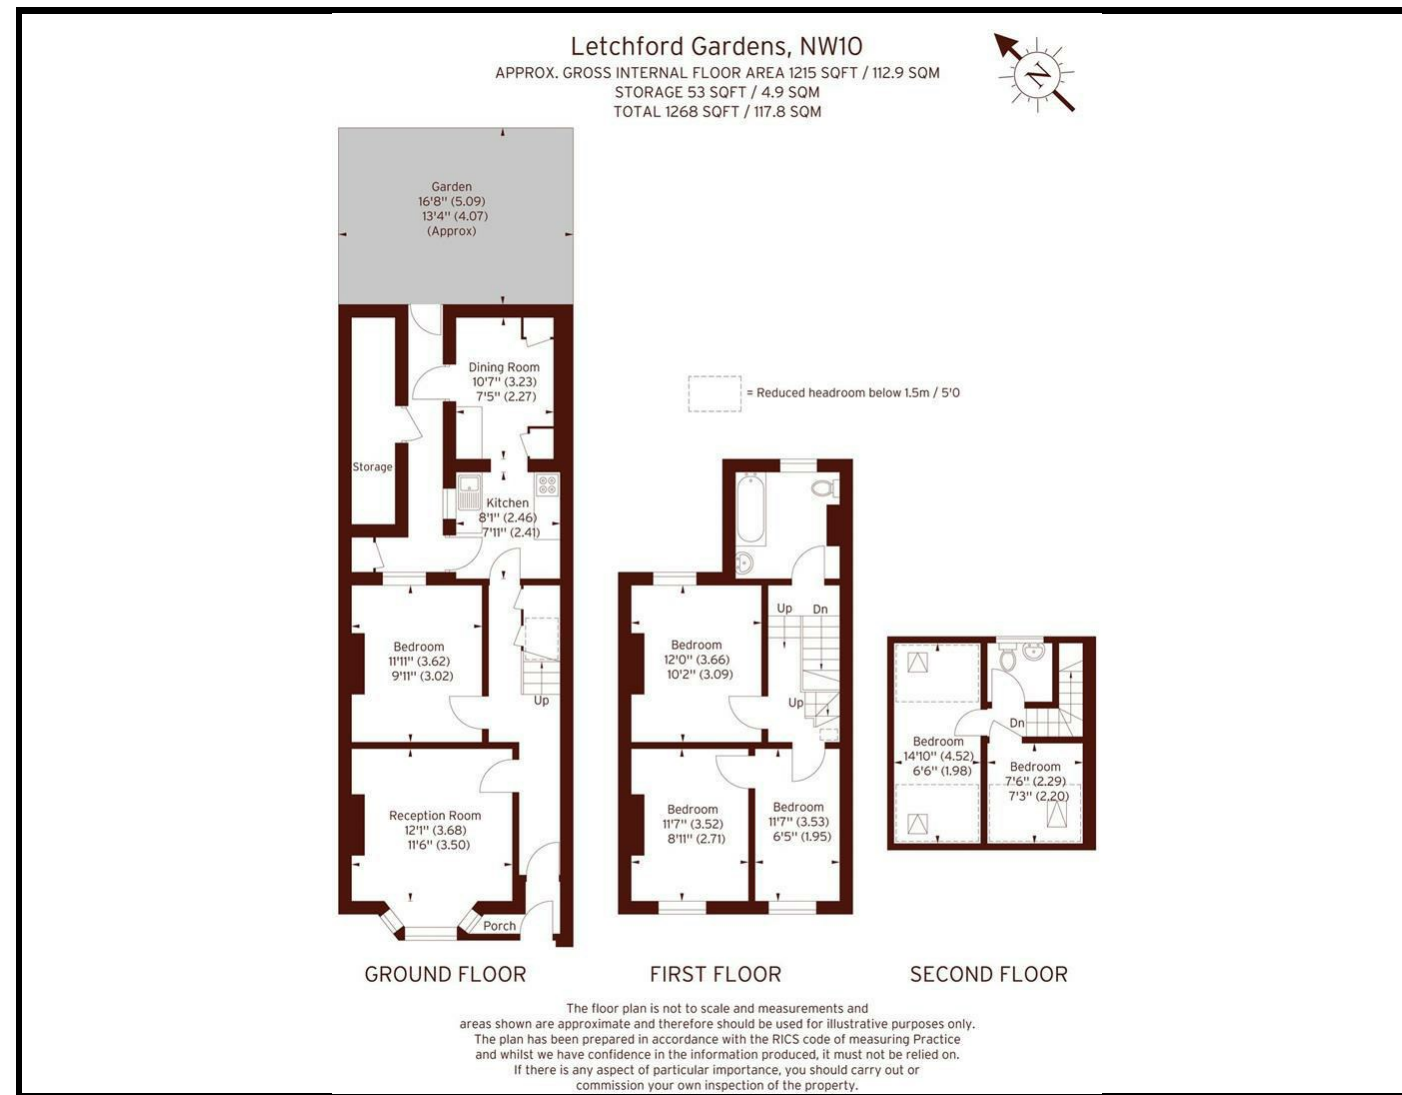 Letchford Gardens, NW10
APPROX. GROSS INTERNAL FLOOR AREA 1215 SQFT / 112.9 SQM
STORAGE 53 SQFT / 4.9 SQM
TOTAL 1268 SQFT / 117.8 SQM
N
Garden
16'8" (5.09)
13'4" (4.07)
(Approx)
Dining Room
10'7" (3.23)
7'5" (2.27)
= Reduced headroom below 1.5m / 5'0
Storage
Kitchen
8'1" (2.46)
7'11" (2.41)
Bedroom
11'11" (3.62)
9'11" (3.02)
Up
Reception Room
12'1" (3.68)
11'6" (3.50)
Porch
Up
Dn
Bedroom
12'0" (3.66)
10'2" (3.09)
Up
Bedroom
11'7" (3.52)
8'11" (2.71)
Bedroom
11'7" (3.53)
6'5" (1.95)
Dn
Bedroom
14'10" (4.52)
6'6" (1.98)
Bedroom
7'6" (2.29)
7'3" (2.20)
GROUND FLOOR
FIRST FLOOR
SECOND FLOOR
The floor plan is not to scale and measurements and
areas shown are approximate and therefore should be used for illustrative purposes only.
The plan has been prepared in accordance with the RICS code of measuring Practice
and whilst we have confidence in the information produced, it must not be relied on.
If there is any aspect of particular importance, you should carry out or
commission your own inspection of the property.